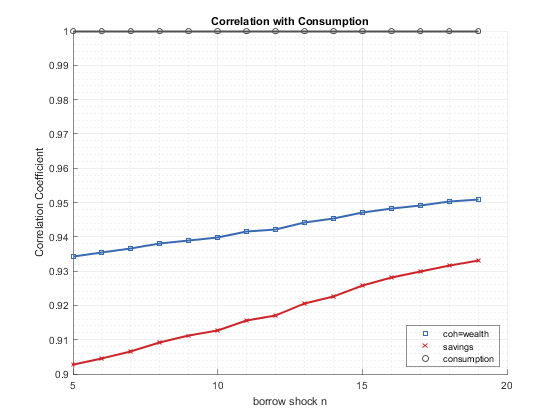 Correlation with Consumption
1
0.99
0.98
0.97
0.96
0.95
0.94
0.93
0.92
0.91
0.9
Correlation Coefficient
5
10
15
20
borrow shock n
coh=wealth
savings
consumption